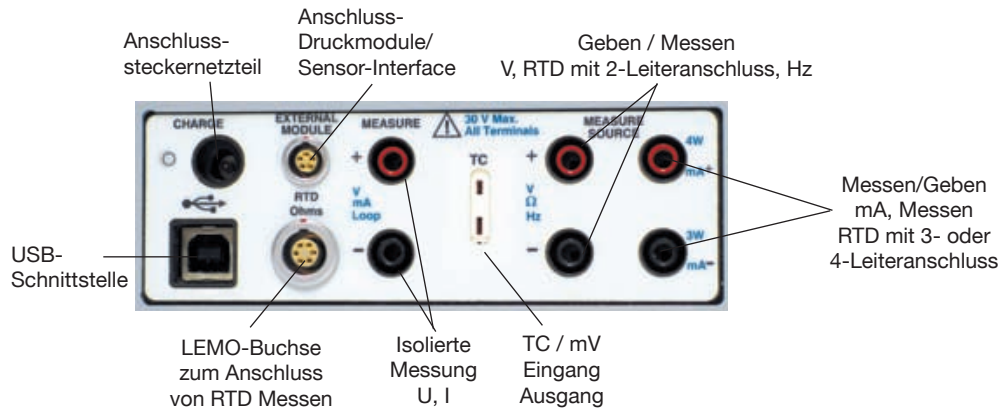 Anschluss-
steckernetzteil
Anschluss-
Druckmodule/
Sensor-Interface
Geben / Messen
V, RTD mit 2-Leiteranschluss, Hz
CHARGE
EXTERNAL
MODULE
MEASURE
30 V Max.
All Terminals
MEASURE
SOURCE
+
TC
+
4W
mA+
RTD
Ohms
V
mA
Loop
V
Ω
Hz
-
-
3W
mA-
Messen/Geben
mA, Messen
RTD mit 3- oder
4-Leiteranschluss
USB-
Schnittstelle
LEMO-Buchse
zum Anschluss
von RTD Messen
Isolierte
Messung
U, I
TC / mV
Eingang
Ausgang